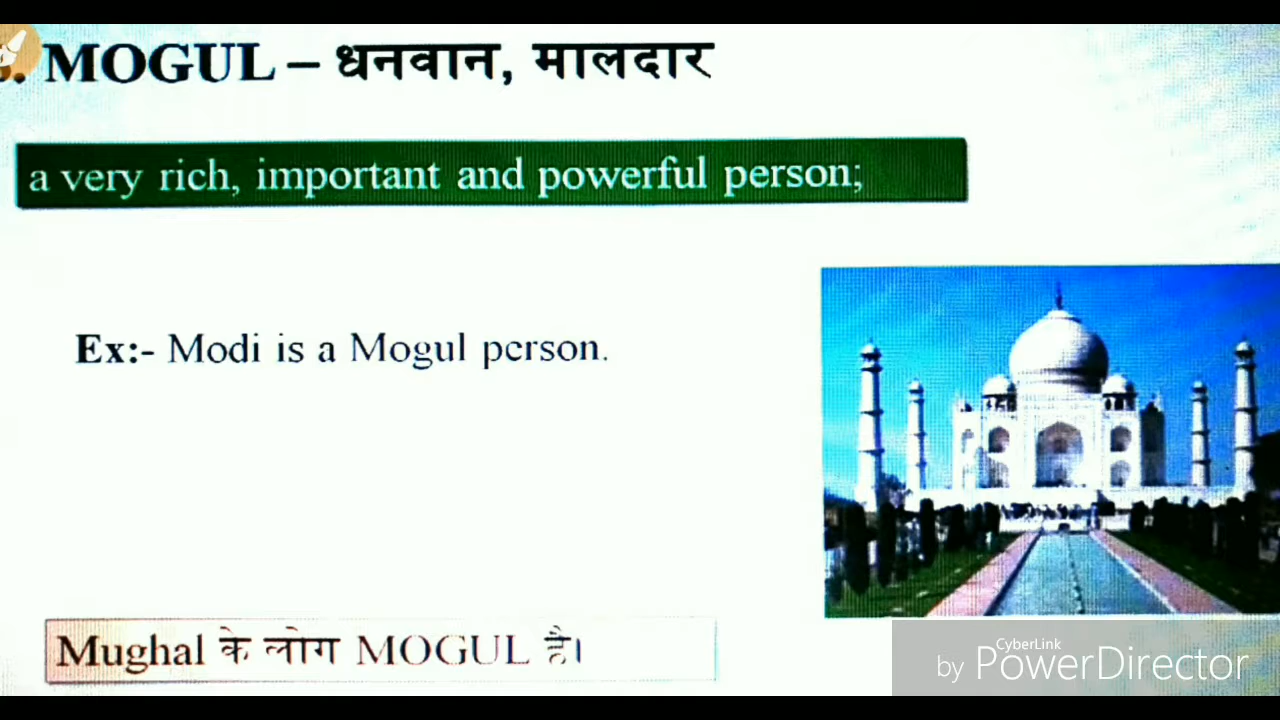 . MOGUL – धनवान, मालदार
a very rich, important and powerful person;
Ex:- Modi is a Mogul person.
Mughal के लोग MOGUL है।
CyberLink
by PowerDirector